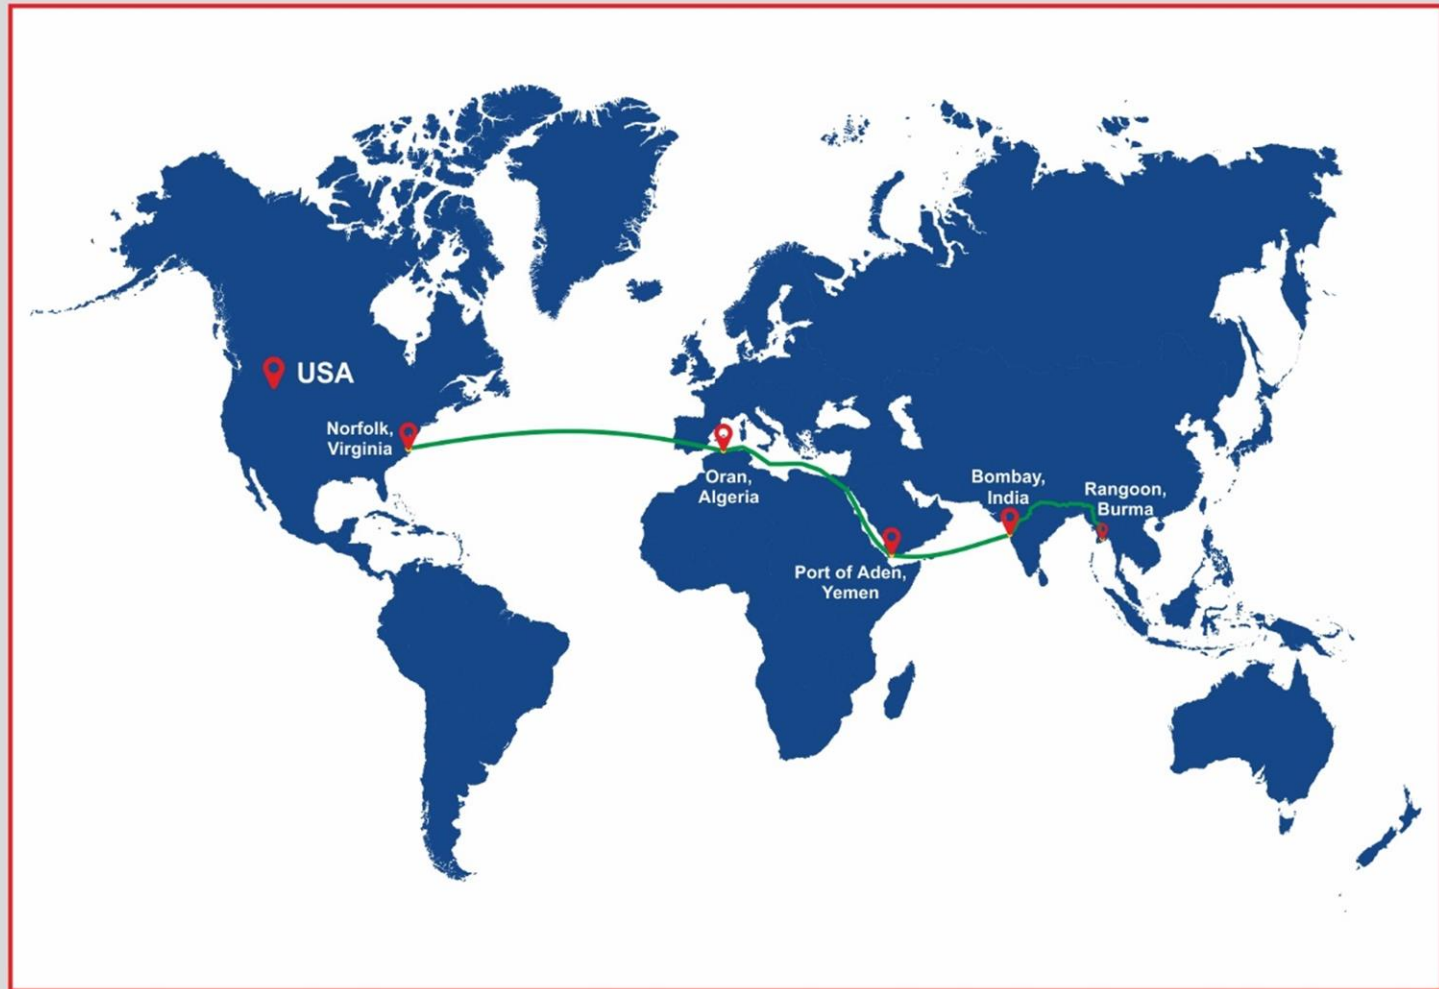 USA
Norfolk,
Virginia
Oran,
Algeria
Port of Aden,
Yemen
Bombay,
India
Rangoon,
Burma